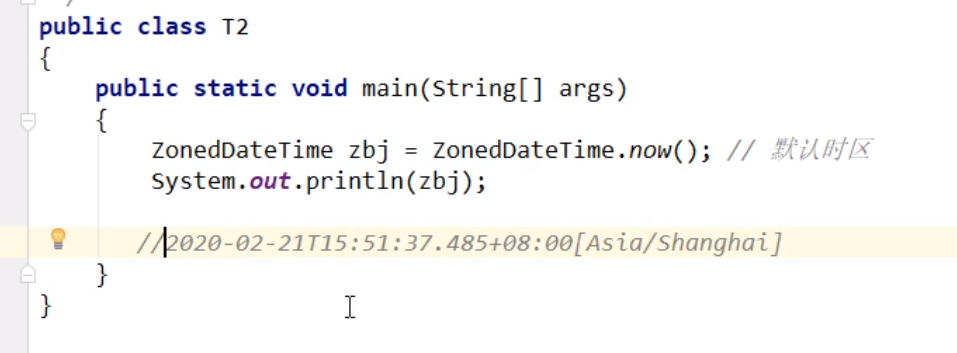 public class T2
{
public static void main(String[] args)
{
ZonedDateTime zbj = ZonedDateTime.now(); // 默认时区
System.out.println(zbj);
//2020-02-21T15:51:37.485+08:00[Asia/Shanghai]
}
}